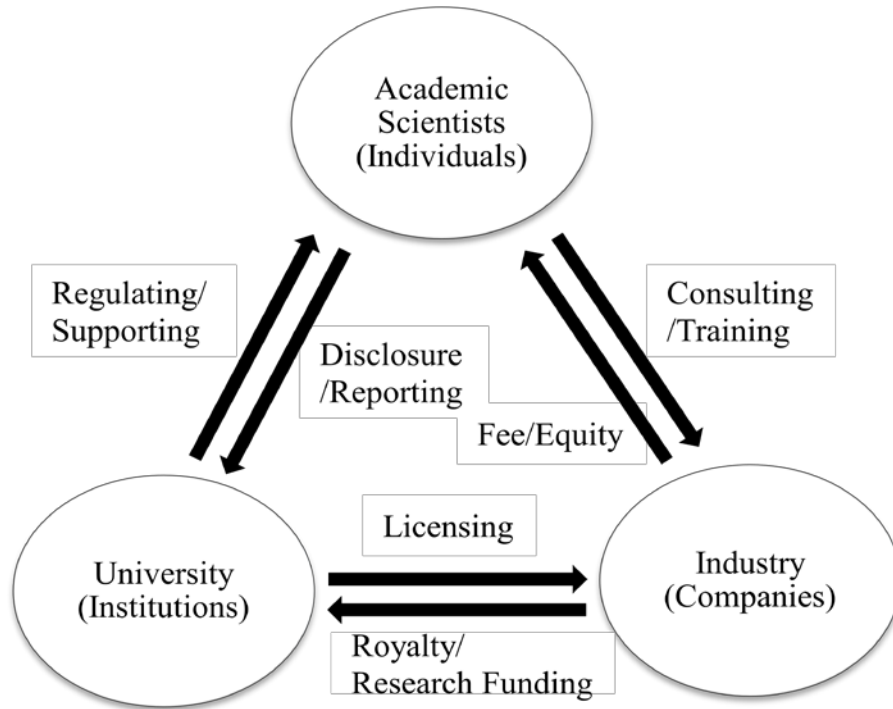 Academic
Scientists
(Individuals)
Regulating/
Supporting
Consulting
/Training
Disclosure
/Reporting
Fee/Equity
Licensing
University
(Institutions)
Industry
(Companies)
Royalty/
Research Funding